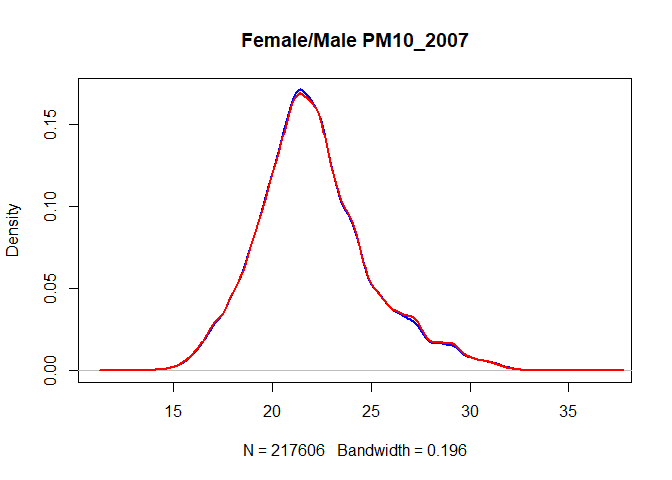 Female/Male PM10_2007
Density
0.15
0.10
0.05
0.00
15 20 25 30 35
N = 217606 Bandwidth = 0.196